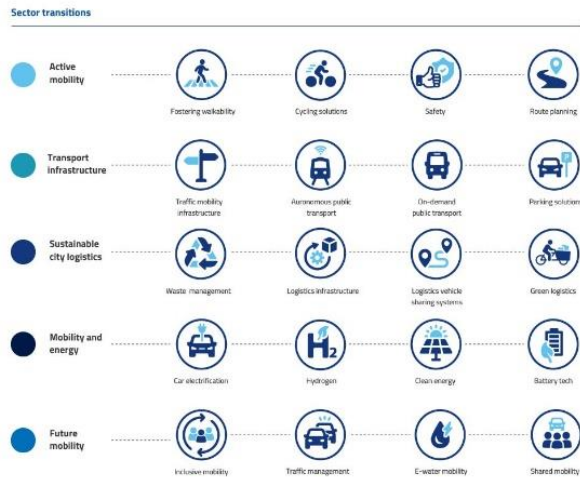 Sector transitions
Active
mobility
Fostering walkability
Cycling solutions
Safety
Route planning
Transport
infrastructure
P
Traffic mobility
infrastructure
Autonomous public
transport
On-demand
public transport
Parking solution
Sustainable
city logistics
Waste management
Logistics infrastructure
Logistics vehicle
sharing systems
Green logistics
Mobility and
energy
H2
Car electrification
Hydrogen
Clean energy
Battery tech
Future
mobility
Inclusive mobility
Traffic management
E-water mobility
Shared mobility